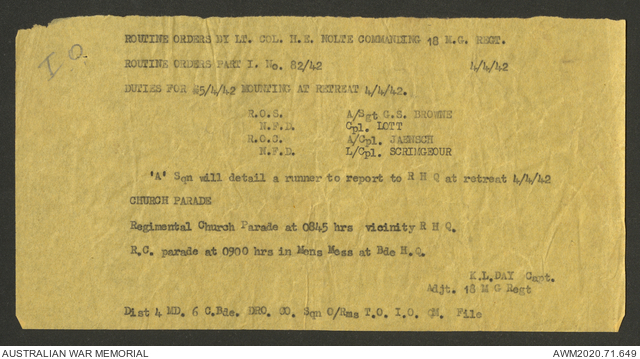 I O
ROUTINE ORDERS BY LT. COL. H.E. NOLTE COMMANDING 18 M.G. REGT.
ROUTINE ORDERS PART I. No. 82/42 4/4/42
DUTIES FOR 5/4/42 MOUNTING AT RETREAT 4/4/42.
R.O.S. A/Sgt G.S. BROWNE
N.F.D. Cpl. LOTT
R.O.C. A/Cpl. JAENSCH
N.F.D. L/Cpl. SCRIMGEOUR
'A' Sqn will detail a runner to report to R H Q at retreat 4/4/42
CHURCH PARADE
Regimental Church Parade at 0845 hrs vicinity R H Q.
R.C. parade at 0900 hrs in Mens Mess at Bde H.Q.
K.L.DAY Capt.
Adjt. 18 M G Regt
Dist 4 MD. 6 C.Bde. DRO. CO. Sqn O/Rms T.O. I.O. QM. File
AUSTRALIAN WAR MEMORIAL AWM2020.71.649